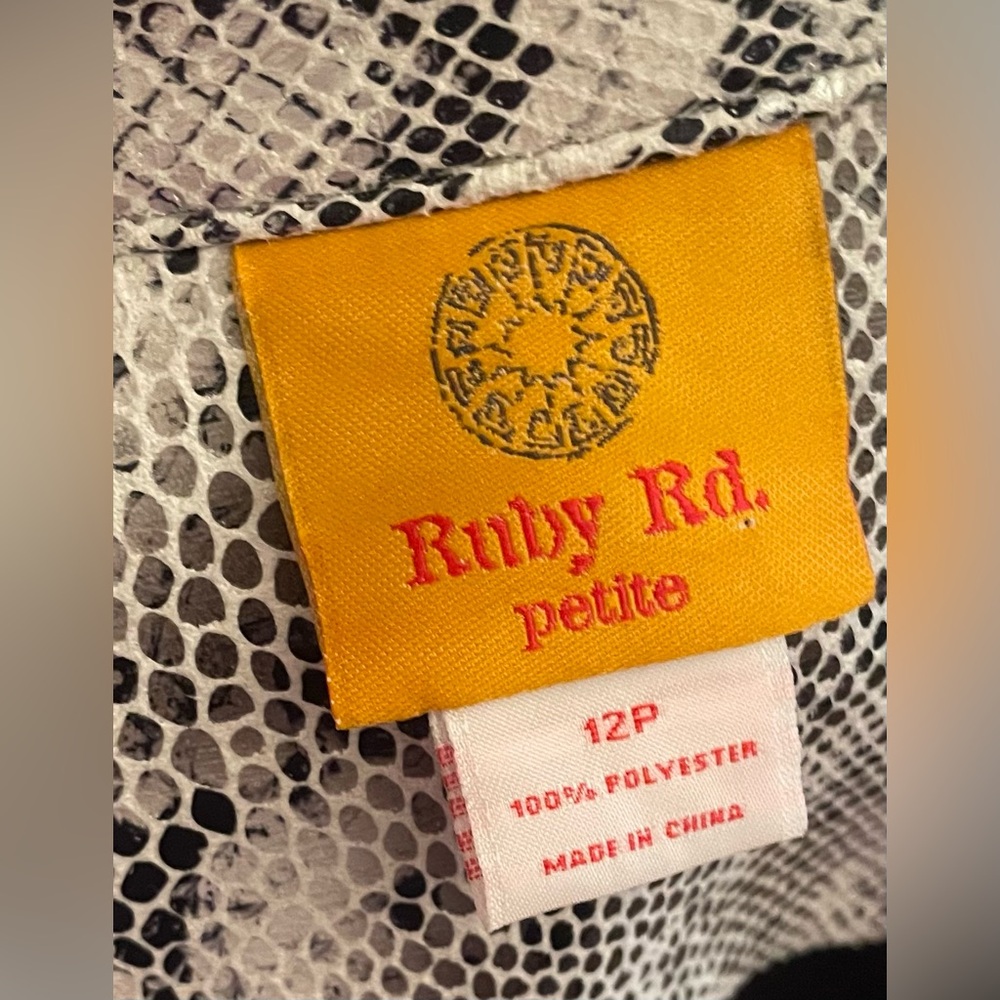 Ruby Rd.
petite
12P
100% POLYESTER
MADE IN CHINA